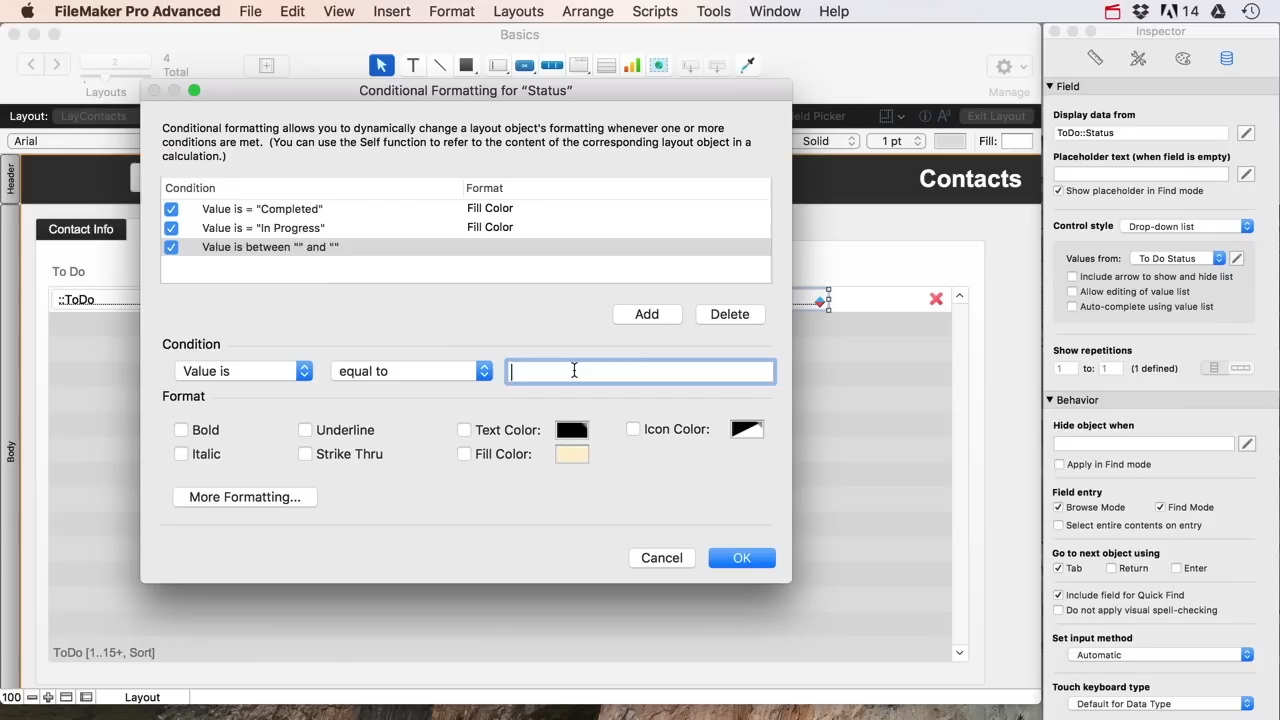 FileMaker Pro Advanced File Edit View Insert Format Layouts Arrange Scripts Tools Window Help 14
Basics
Inspector
2
4
Total
Layouts
Manage
Layout: LayContacts
eld Picker
Exit Layout
Arial
Solid
1 pt
Fill:
Header
Contacts
Contact Info
To Do
::ToDo
Body
ToDo [1..15+, Sort]
100
Layout
Conditional Formatting for “Status”
Conditional formatting allows you to dynamically change a layout object's formatting whenever one or more
conditions are met. (You can use the Self function to refer to the content of the corresponding layout object in a
calculation.)
Condition Format
Value is = "Completed" Fill Color
Value is = "In Progress" Fill Color
Value is between "" and ""
Add Delete
Condition
Value is equal to
Format
Bold Underline Text Color: Icon Color:
Italic Strike Thru Fill Color:
More Formatting...
Cancel OK
Field
Display data from
ToDo::Status
Placeholder text (when field is empty)
Show placeholder in Find mode
Control style Drop-down list
Values from: To Do Status
Include arrow to show and hide list
Allow editing of value list
Auto-complete using value list
Show repetitions
1 to: 1 (1 defined)
Behavior
Hide object when
Apply in Find mode
Field entry
Browse Mode Find Mode
Select entire contents on entry
Go to next object using
Tab Return Enter
Include field for Quick Find
Do not apply visual spell-checking
Set input method
Automatic
Touch keyboard type
Default for Data Type